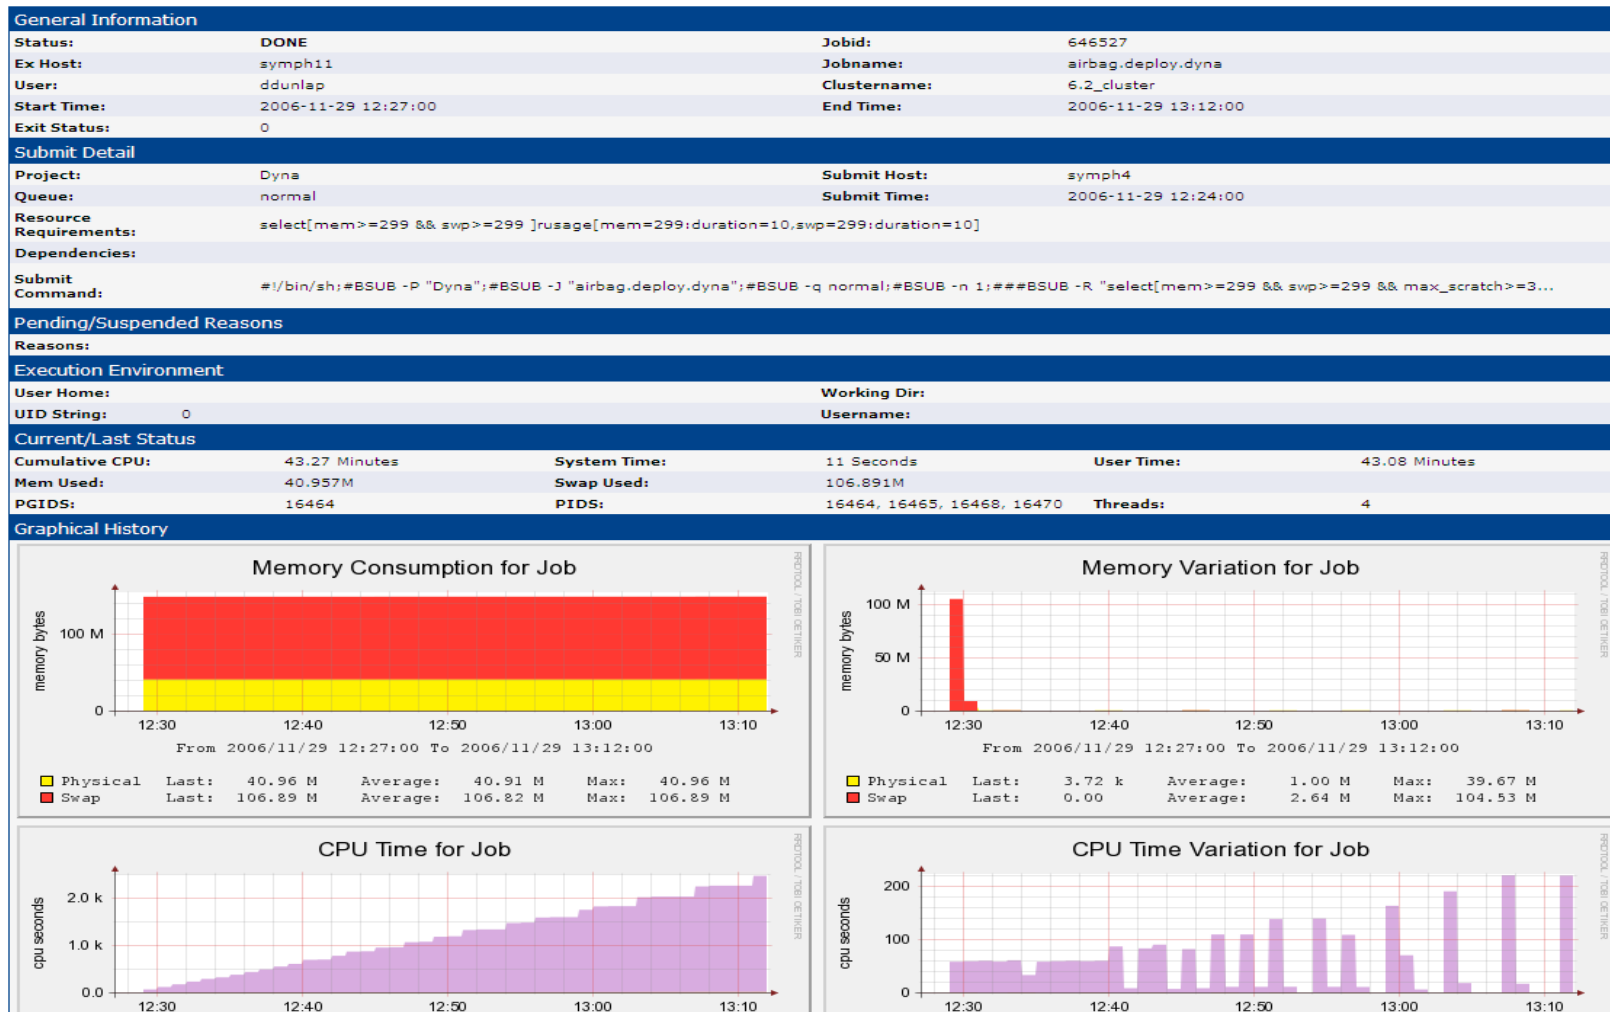 General Information
Status: DONE Jobid: 646527
Ex Host: symph11 Jobname: airbag.deploy.dyna
User: ddunlap Clustername: 6.2_cluster
Start Time: 2006-11-29 12:27:00 End Time: 2006-11-29 13:12:00
Exit Status: 0
Submit Detail
Project: Dyna Submit Host: symph4
Queue: normal Submit Time: 2006-11-29 12:24:00
Resource
Requirements: select[mem>=299 && swp>=299 ]rusage[mem=299:duration=10,swp=299:duration=10]
Dependencies:
Submit
Command: #!/bin/sh;#BSUB -P "Dyna";#BSUB -J "airbag.deploy.dyna";#BSUB -q normal;#BSUB -n 1;###BSUB -R "select[mem>=299 && swp>=299 && max_scratch>=3...
Pending/Suspended Reasons
Reasons:
Execution Environment
User Home: Working Dir:
UID String: 0 Username:
Current/Last Status
Cumulative CPU: 43.27 Minutes System Time: 11 Seconds User Time: 43.08 Minutes
Mem Used: 40.957M Swap Used: 106.891M
PGIDS: 16464 PIDS: 16464, 16465, 16468, 16470 Threads: 4
Graphical History
Memory Consumption for Job
RRDTOOL / TOBI OETIKER
memory bytes
100 M
0
12:30 12:40 12:50 13:00 13:10
From 2006/11/29 12:27:00 To 2006/11/29 13:12:00
Physical Last: 40.96 M Average: 40.91 M Max: 40.96 M
Swap Last: 106.89 M Average: 106.82 M Max: 106.89 M
Memory Variation for Job
RRDTOOL / TOBI OETIKER
memory bytes
100 M
50 M
0
12:30 12:40 12:50 13:00 13:10
From 2006/11/29 12:27:00 To 2006/11/29 13:12:00
Physical Last: 3.72 k Average: 1.00 M Max: 39.67 M
Swap Last: 0.00 Average: 2.64 M Max: 104.53 M
CPU Time for Job
RRDTOOL / TOBI OETIKER
cpu seconds
2.0 k
1.0 k
0.0
12:30 12:40 12:50 13:00 13:10
CPU Time Variation for Job
RRDTOOL / TOBI OETIKER
cpu seconds
200
100
0
12:30 12:40 12:50 13:00 13:10